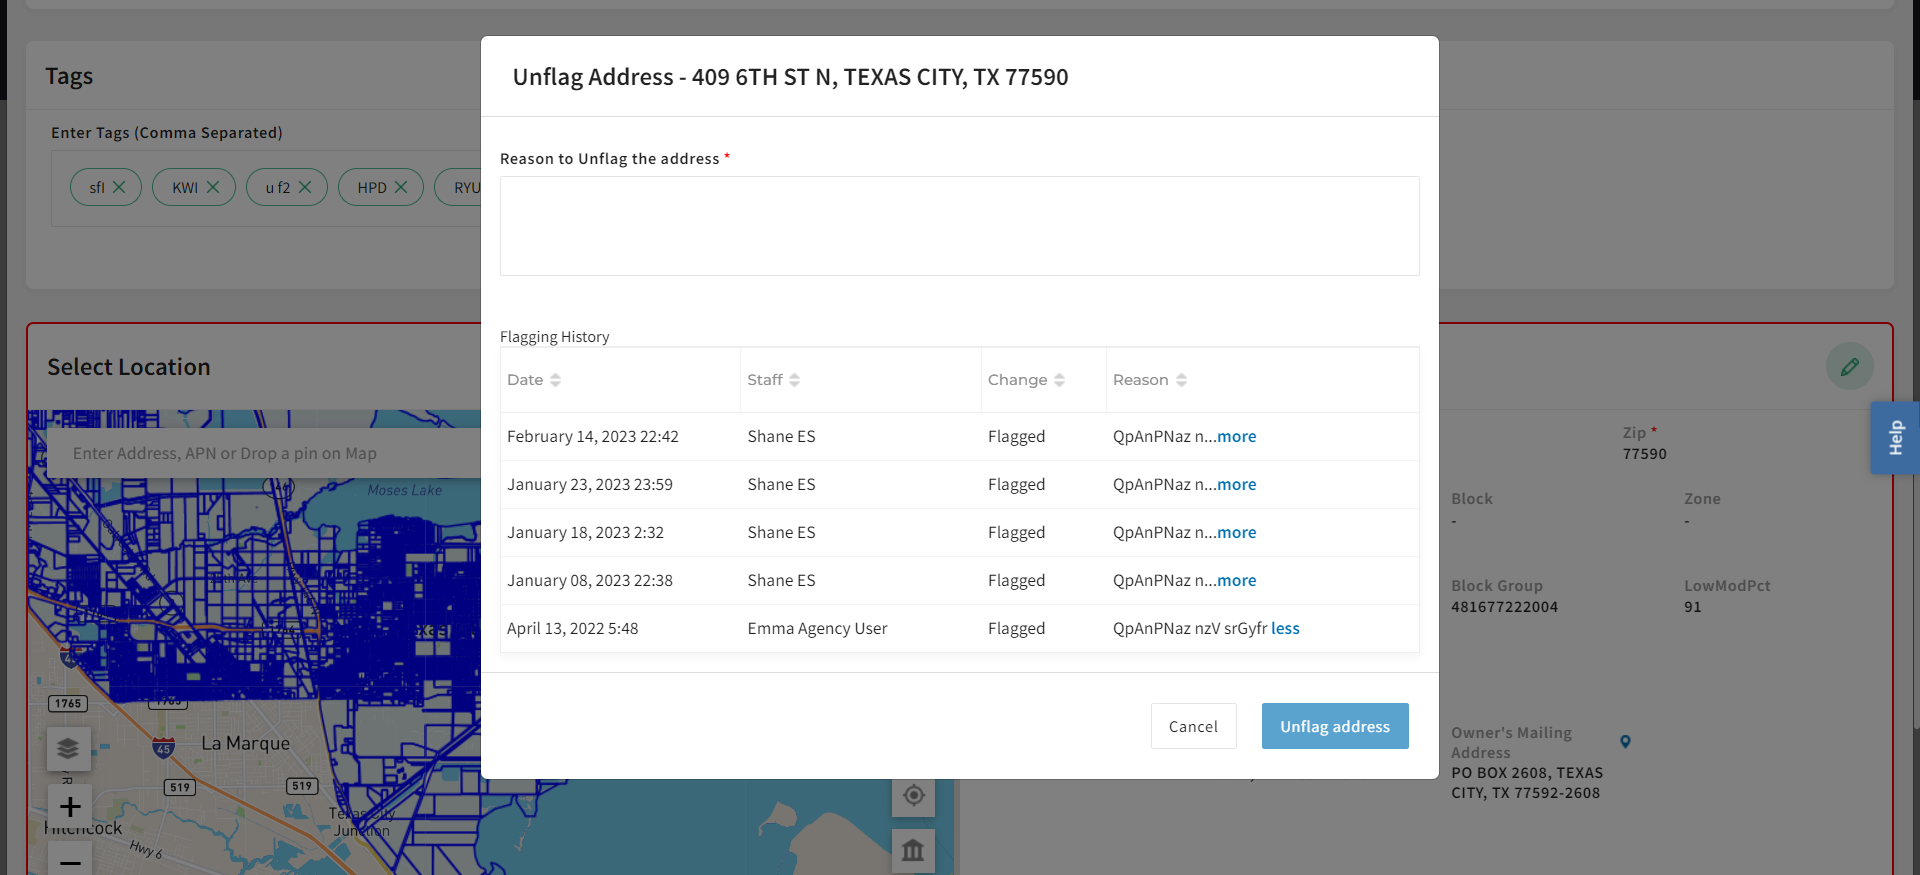 Tags
Enter Tags (Comma Separated)
sfl
KWI
u f2
HPD
RYU
Unflag Address - 409 6TH ST N, TEXAS CITY, TX 77590
Reason to Unflag the address *
Flagging History
Date Staff Change Reason
February 14, 2023 22:42 Shane ES Flagged QpAnPNaz n...more
January 23, 2023 23:59 Shane ES Flagged QpAnPNaz n...more
January 18, 2023 2:32 Shane ES Flagged QpAnPNaz n...more
January 08, 2023 22:38 Shane ES Flagged QpAnPNaz n...more
April 13, 2022 5:48 Emma Agency User Flagged QpAnPNaz nzV srGyfr less
Cancel
Unflag address
Select Location
Enter Address, APN or Drop a pin on Map
Moses Lake
1765
45
La Marque
519
519
Texas City
Junction
Hitchcock
Hwy 6
+
−
Zip *
77590
Block
-
Zone
-
Block Group
481677222004
LowModPct
91
Owner's Mailing
Address
PO BOX 2608, TEXAS
CITY, TX 77592-2608
Help